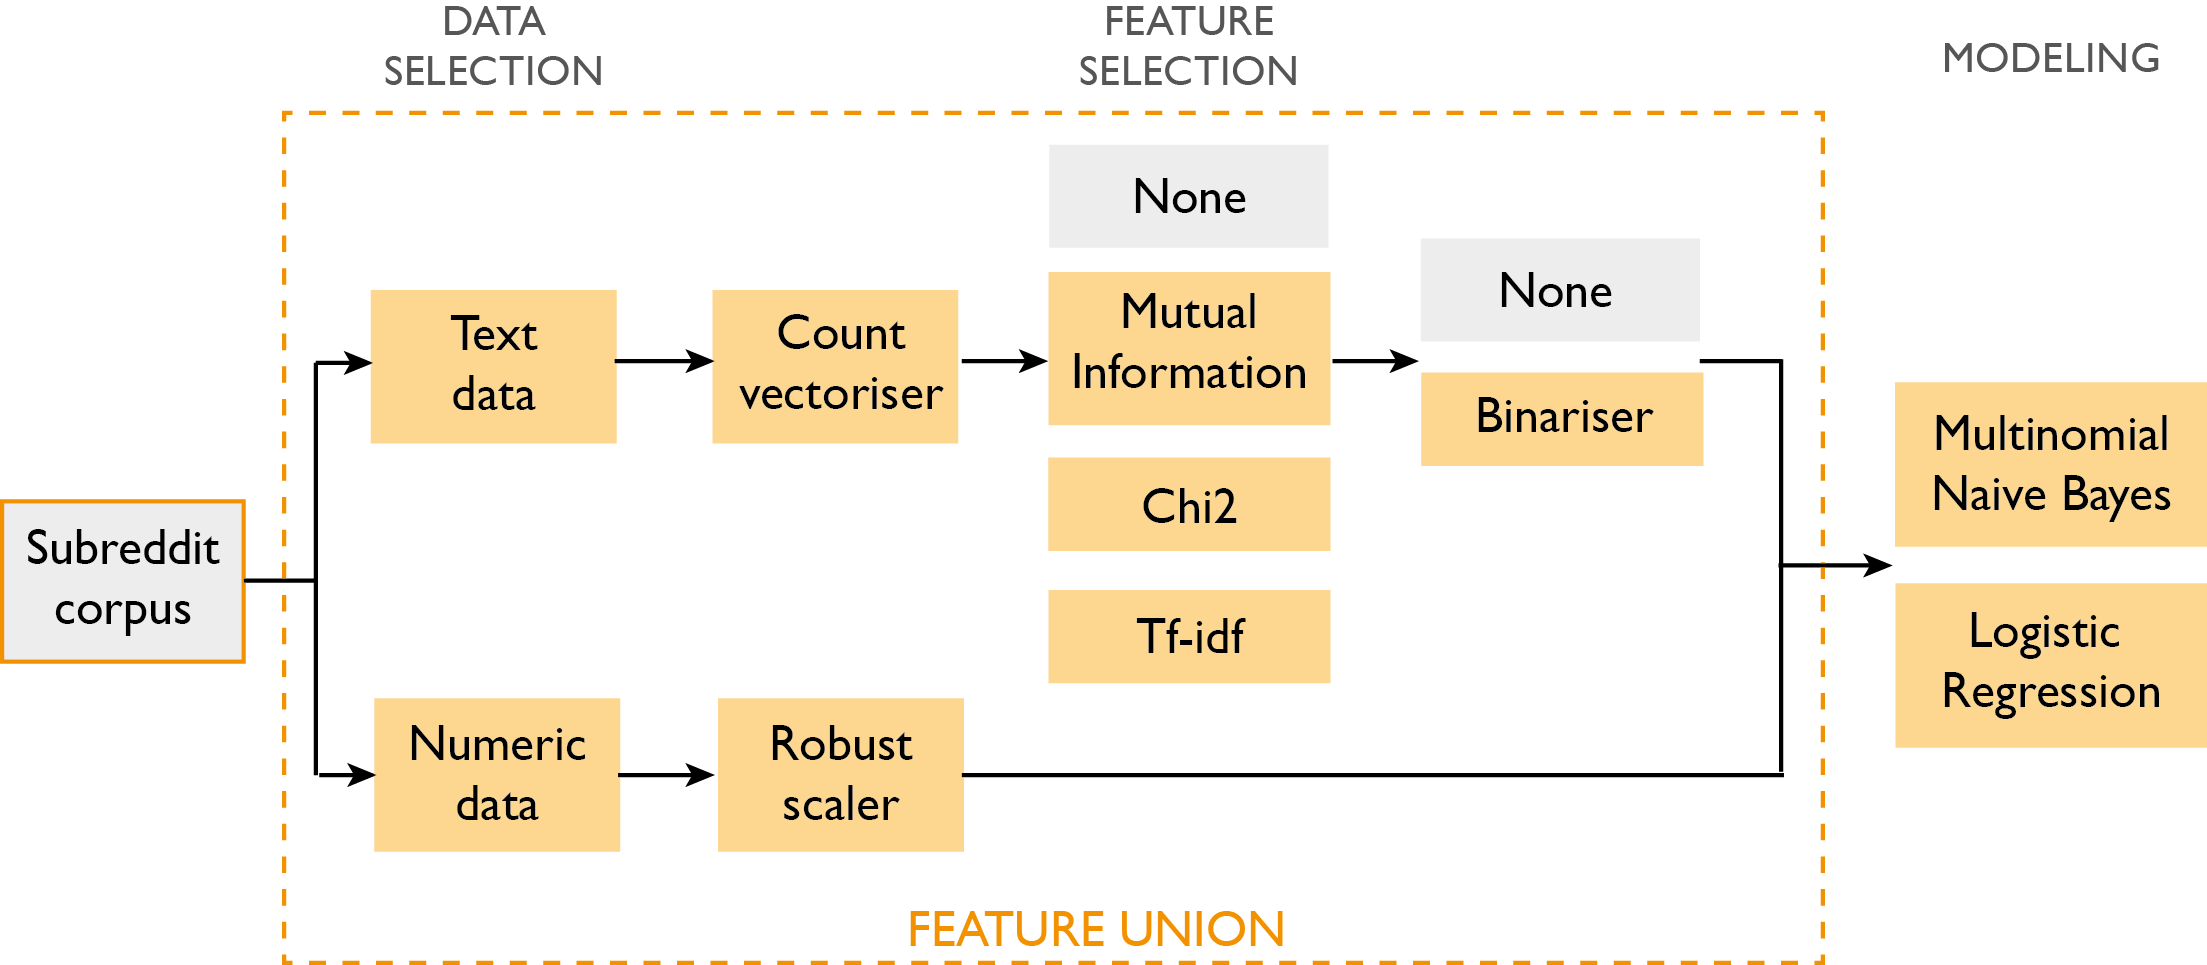 DATA
SELECTION
FEATURE
SELECTION
MODELING
None
None
Text
data
Count
vectoriser
Mutual
Information
Binariser
Multinomial
Naive Bayes
Chi2
Subreddit
corpus
Tf-idf
Logistic
Regression
Numeric
data
Robust
scaler
FEATURE UNION